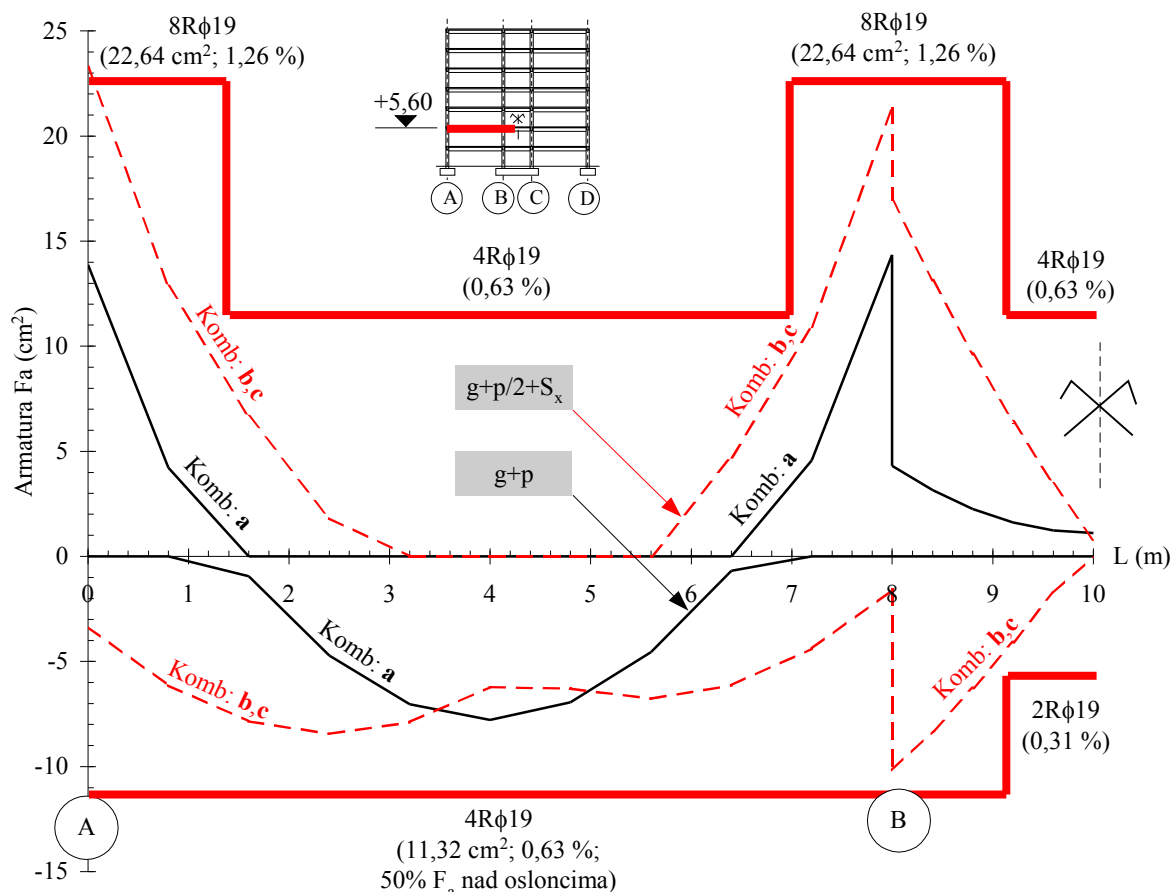 25
20
15
10
5
0
-5
-10
-15
Armatura Fa (cm²)
8Rϕ19
(22,64 cm²; 1,26 %)
8Rϕ19
(22,64 cm²; 1,26 %)
+5,60
A
B
C
D
4Rϕ19
(0,63 %)
4Rϕ19
(0,63 %)
Komb: b,c
Komb: a
g+p/2+Sₓ
g+p
Komb: b,c
Komb: a
0
1
2
3
4
5
6
7
8
9
10
L (m)
Komb: b,c
Komb: a
Komb: b,c
2Rϕ19
(0,31 %)
A
B
4Rϕ19
(11,32 cm²; 0,63 %;
50% Fₐ nad osloncima)